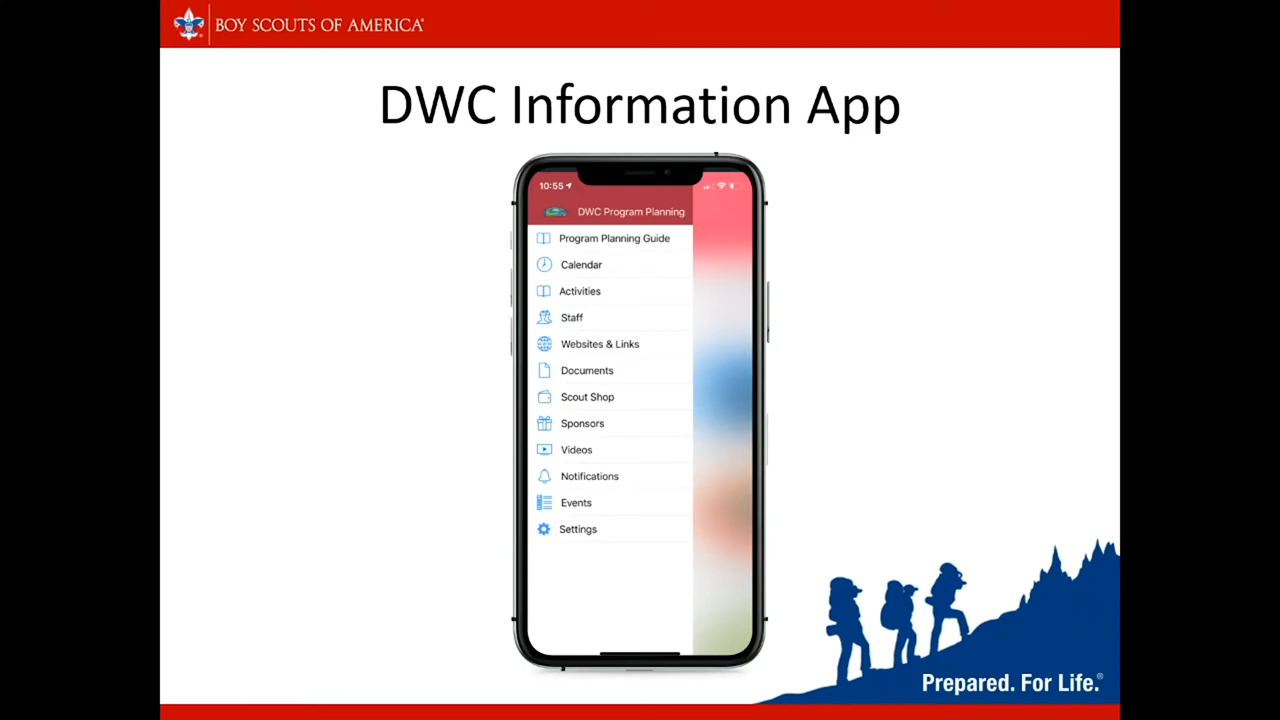 BOY SCOUTS OF AMERICA®
DWC Information App
10:55
DWC Program Planning
Program Planning Guide
Calendar
Activities
Staff
Websites & Links
Documents
Scout Shop
Sponsors
Videos
Notifications
Events
Settings
Prepared. For Life.®